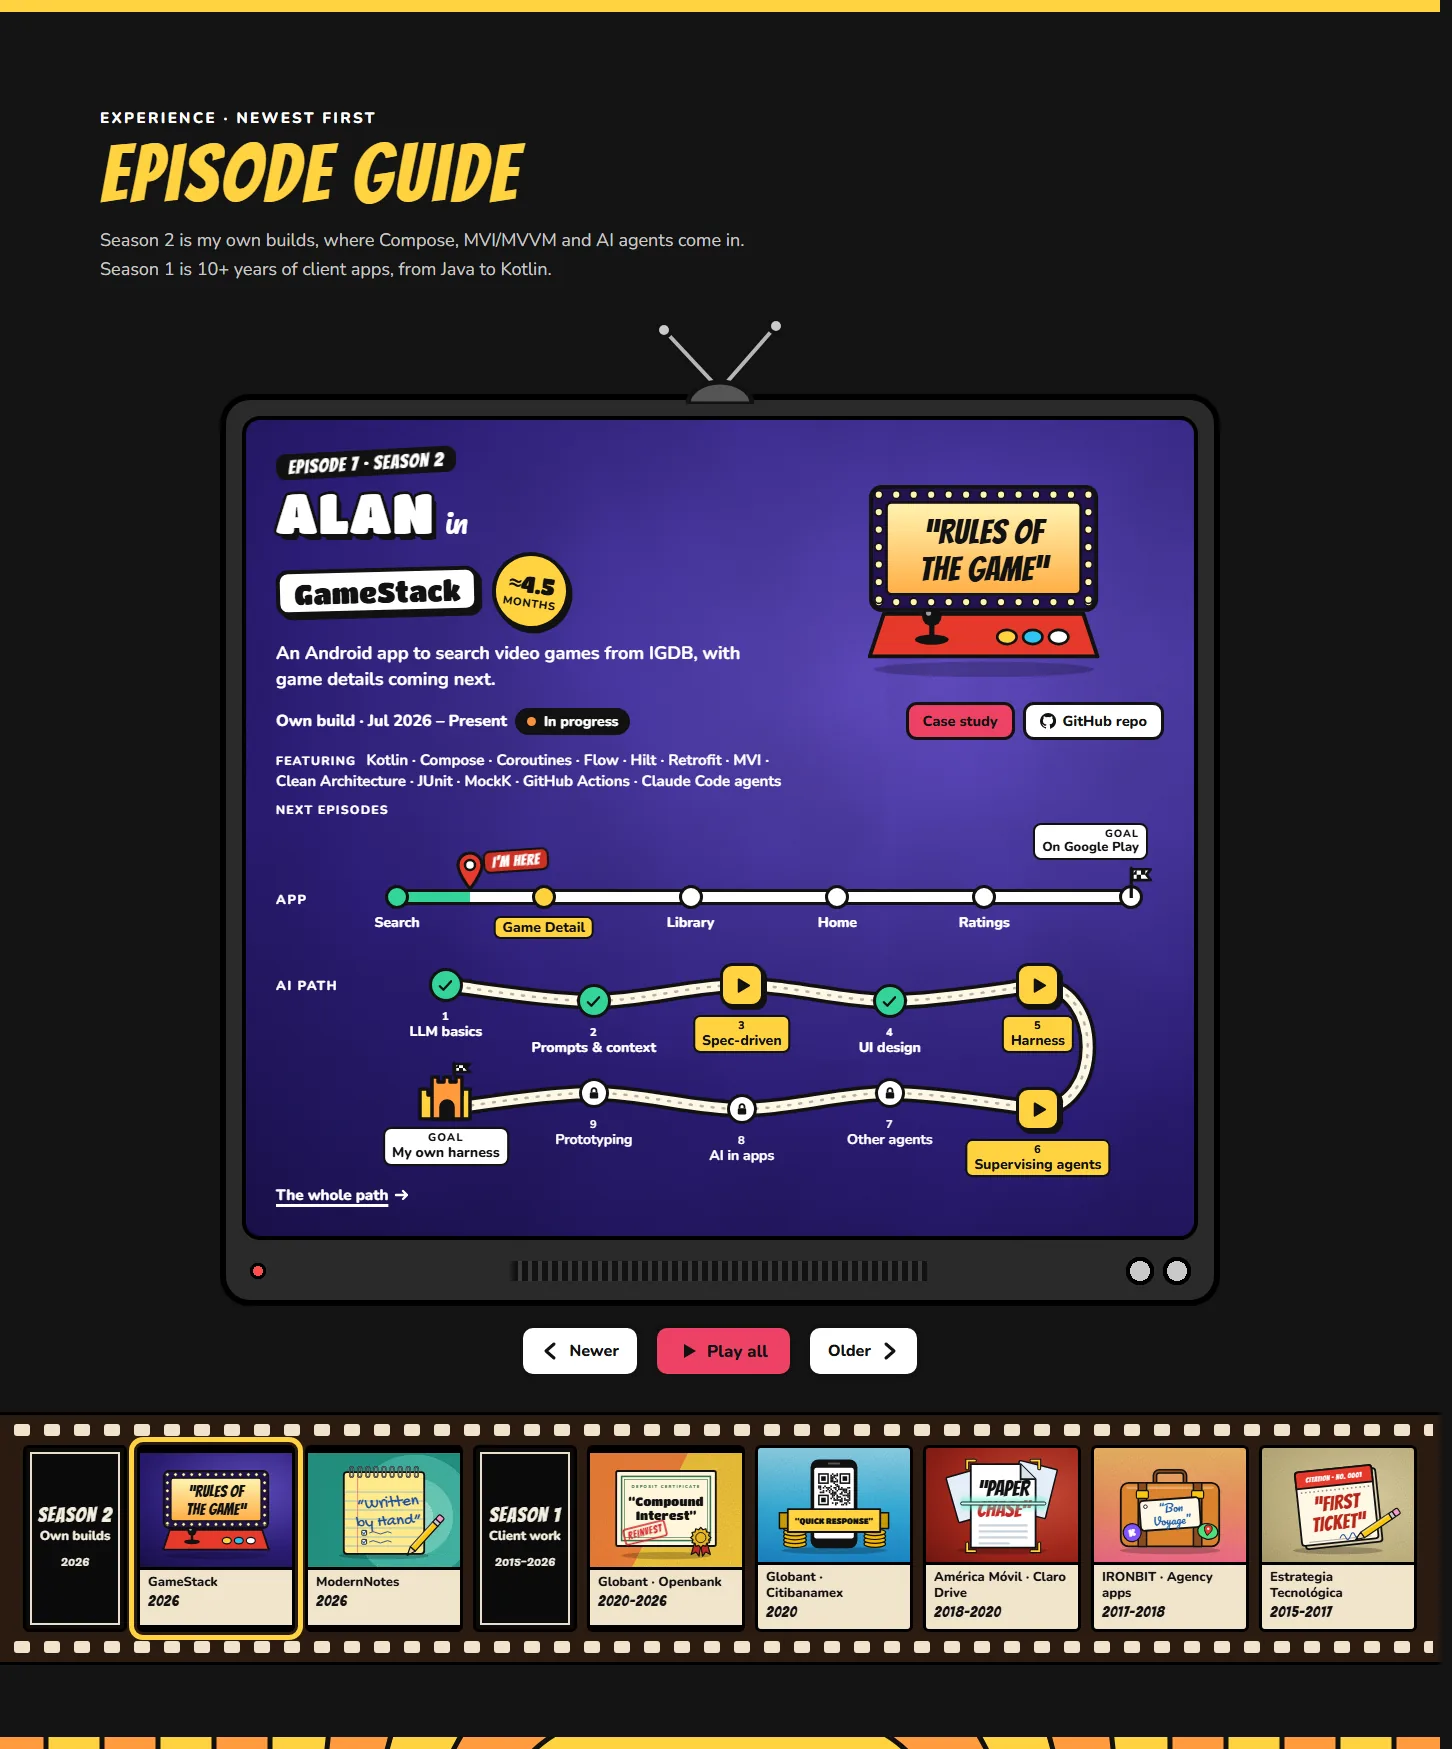 EXPERIENCE · NEWEST FIRST
EPISODE GUIDE
Season 2 is my own builds, where Compose, MVI/MVVM and AI agents come in.
Season 1 is 10+ years of client apps, from Java to Kotlin.
EPISODE 7 · SEASON 2
ALAN in
GameStack
≈4.5
MONTHS
"RULES OF
THE GAME"
An Android app to search video games from IGDB, with
game details coming next.
Own build · Jul 2026 – Present
In progress
Case study
GitHub repo
FEATURING Kotlin · Compose · Coroutines · Flow · Hilt · Retrofit · MVI ·
Clean Architecture · JUnit · MockK · GitHub Actions · Claude Code agents
NEXT EPISODES
GOAL
On Google Play
I'M HERE
APP
Search
Game Detail
Library
Home
Ratings
AI PATH
1
LLM basics
2
Prompts & context
3
Spec-driven
4
UI design
5
Harness
GOAL
My own harness
9
Prototyping
8
AI in apps
7
Other agents
6
Supervising agents
The whole path →
Newer
Play all
Older
SEASON 2
Own builds
2026
"RULES OF
THE GAME"
GameStack
2026
"Written
by Hand"
ModernNotes
2026
SEASON 1
Client work
2015-2026
DEPOSIT CERTIFICATE
"Compound
Interest"
REINVEST
Globant · Openbank
2020-2026
"QUICK RESPONSE"
Globant ·
Citibanamex
2020
"PAPER
CHASE"
América Móvil · Claro
Drive
2018-2020
"Bon
Voyage"
IRONBIT · Agency
apps
2017-2018
CITATION · NO. 0001
"FIRST
TICKET"
Estrategia
Tecnológica
2015-2017